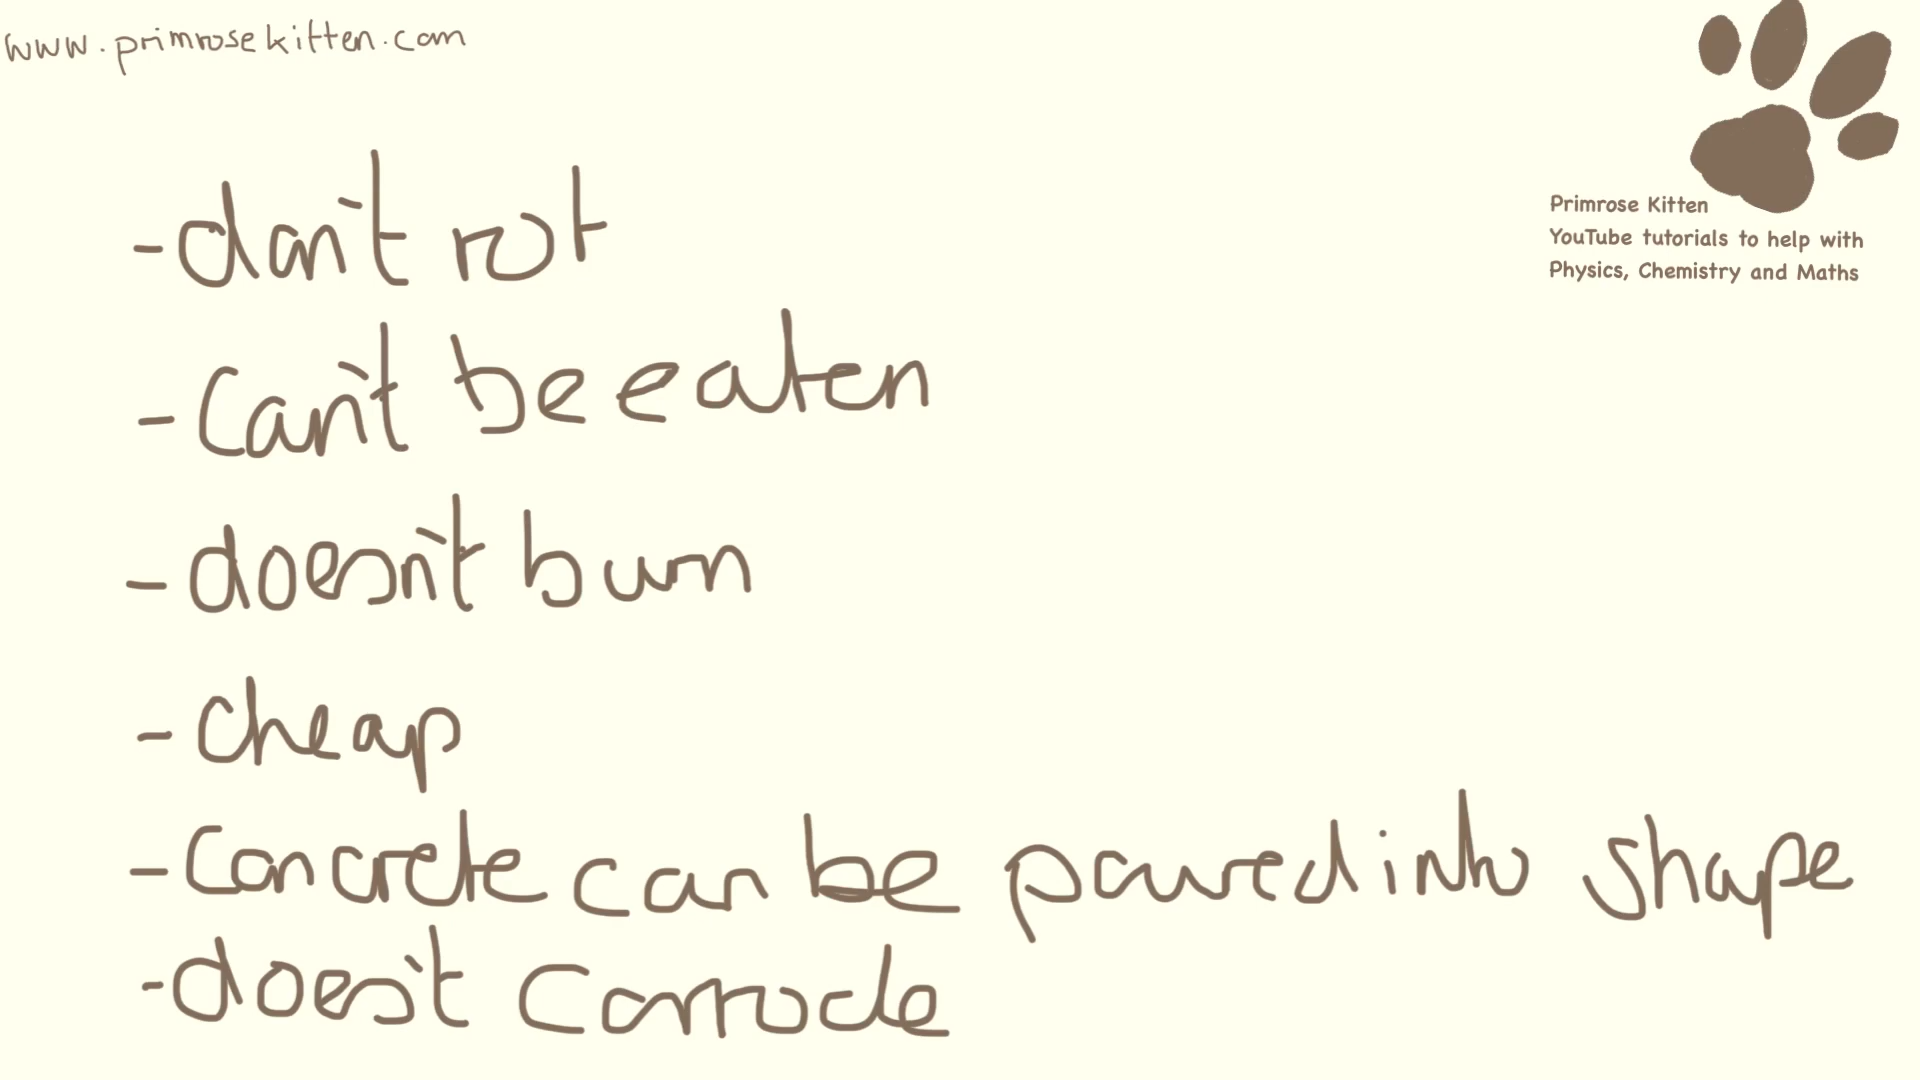 www.primrosekitten.com
Primrose Kitten
YouTube tutorials to help with
Physics, Chemistry and Maths
- don't rot
- can't be eaten
- doesn't burn
- cheap
- concrete can be poured into shape
- does't corrode